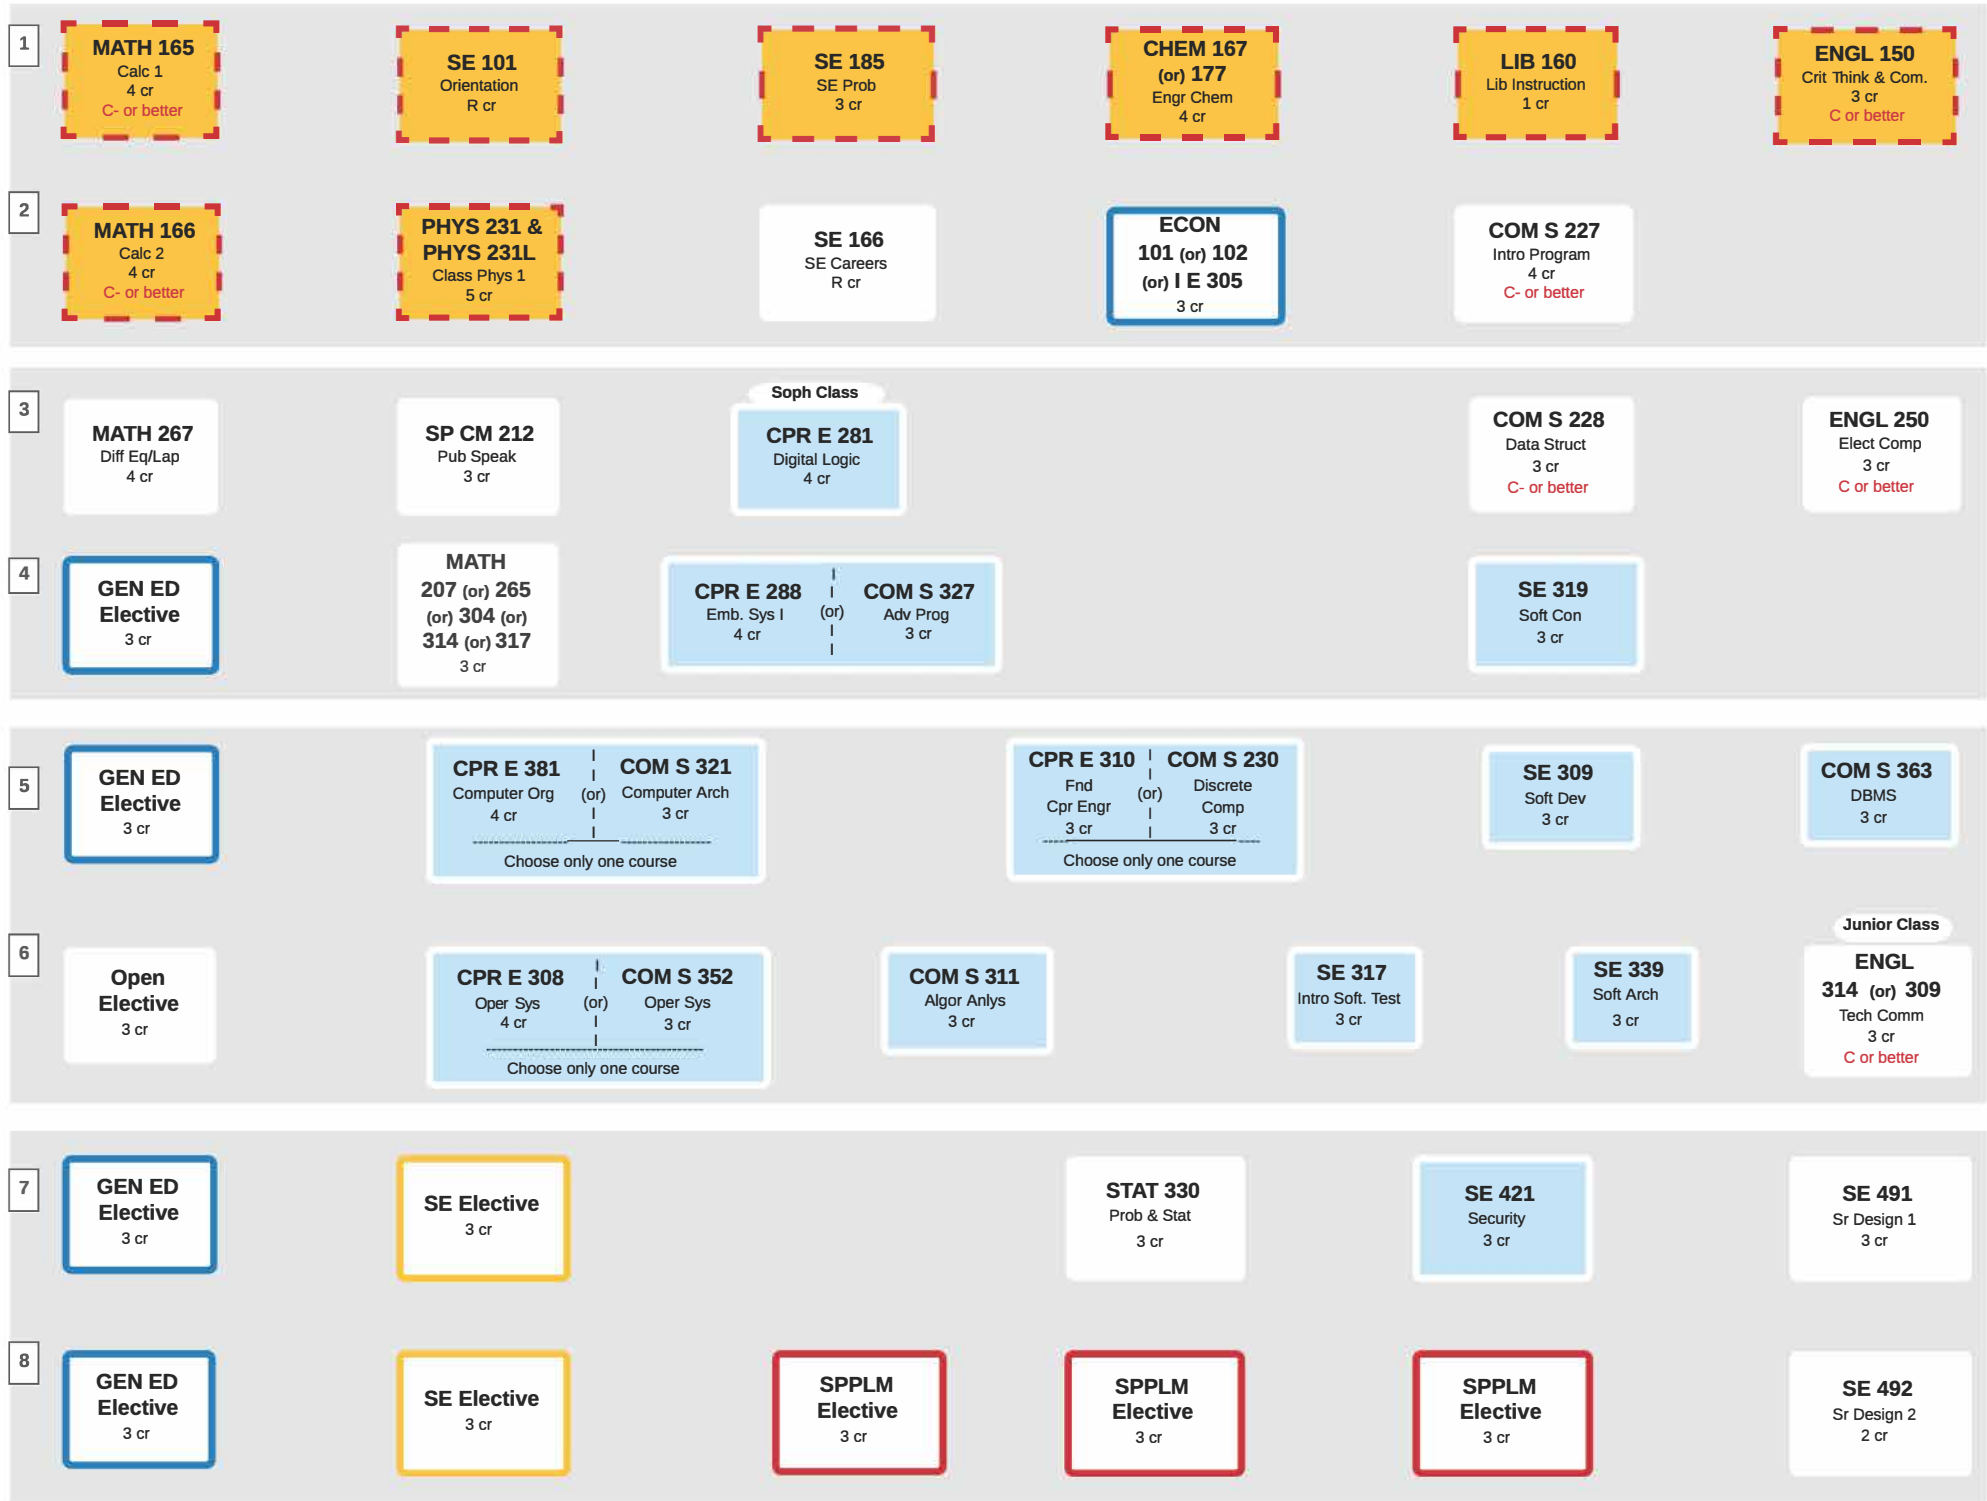 1
MATH 165
Calc 1
4 cr
C- or better
SE 101
Orientation
R cr
SE 185
SE Prob
3 cr
CHEM 167
(or) 177
Engr Chem
4 cr
LIB 160
Lib Instruction
1 cr
ENGL 150
Crit Think & Com.
3 cr
C or better
2
MATH 166
Calc 2
4 cr
C- or better
PHYS 231 &
PHYS 231L
Class Phys 1
5 cr
SE 166
SE Careers
R cr
ECON
101 (or) 102
(or) I E 305
3 cr
COM S 227
Intro Program
4 cr
C- or better
3
MATH 267
Diff Eq/Lap
4 cr
SP CM 212
Pub Speak
3 cr
Soph Class
CPR E 281
Digital Logic
4 cr
COM S 228
Data Struct
3 cr
C- or better
ENGL 250
Elect Comp
3 cr
C or better
4
GEN ED
Elective
3 cr
MATH
207 (or) 265
(or) 304 (or)
314 (or) 317
3 cr
CPR E 288
Emb. Sys I
4 cr
(or)
COM S 327
Adv Prog
3 cr
SE 319
Soft Con
3 cr
5
GEN ED
Elective
3 cr
CPR E 381
Computer Org
4 cr
(or)
COM S 321
Computer Arch
3 cr
Choose only one course
CPR E 310
Fnd
Cpr Engr
3 cr
(or)
COM S 230
Discrete
Comp
3 cr
Choose only one course
SE 309
Soft Dev
3 cr
COM S 363
DBMS
3 cr
6
Open
Elective
3 cr
CPR E 308
Oper Sys
4 cr
(or)
COM S 352
Oper Sys
3 cr
Choose only one course
COM S 311
Algor Anlys
3 cr
SE 317
Intro Soft. Test
3 cr
SE 339
Soft Arch
3 cr
Junior Class
ENGL
314 (or) 309
Tech Comm
3 cr
C or better
7
GEN ED
Elective
3 cr
SE Elective
3 cr
STAT 330
Prob & Stat
3 cr
SE 421
Security
3 cr
SE 491
Sr Design 1
3 cr
8
GEN ED
Elective
3 cr
SE Elective
3 cr
SPPLM
Elective
3 cr
SPPLM
Elective
3 cr
SPPLM
Elective
3 cr
SE 492
Sr Design 2
2 cr